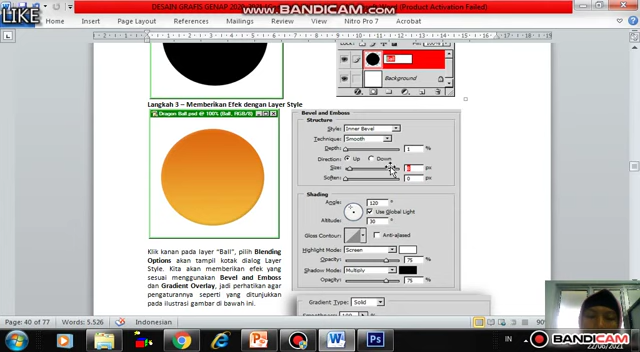 LIKE
DESAIN GRAFIS GENAP
(Product Activation Failed)
www.BANDICAM.com
Home
Insert
Page Layout
References
Mailings
Review
View
Nitro Pro 7
Acrobat
Ball
Background
Langkah 3 – Memberikan Efek dengan Layer Style
Dragon Ball.psd @ 100% (Ball, RGB/8)
Bevel and Emboss
Structure
Style: Inner Bevel
Technique: Smooth
Depth: 1 %
Direction: Up Down
Size: px
Soften: 0 px
Shading
Angle: 120 °
Use Global Light
Altitude: 30 °
Gloss Contour: Anti-aliased
Highlight Mode: Screen
Opacity: 75 %
Shadow Mode: Multiply
Opacity: 75 %
Gradient Type: Solid
Klik kanan pada layer “Ball”, pilih Blending
Options akan tampil kotak dialog Layer
Style. Kita akan memberikan efek yang
sesuai menggunakan Bevel and Emboss
dan Gradient Overlay, jadi perhatikan agar
pengaturannya seperti yang ditunjukkan
pada ilustrasi gambar di bawah ini.
Page: 40 of 77
Words: 5.526
Indonesian
IN
22/06/2021
BANDICAM